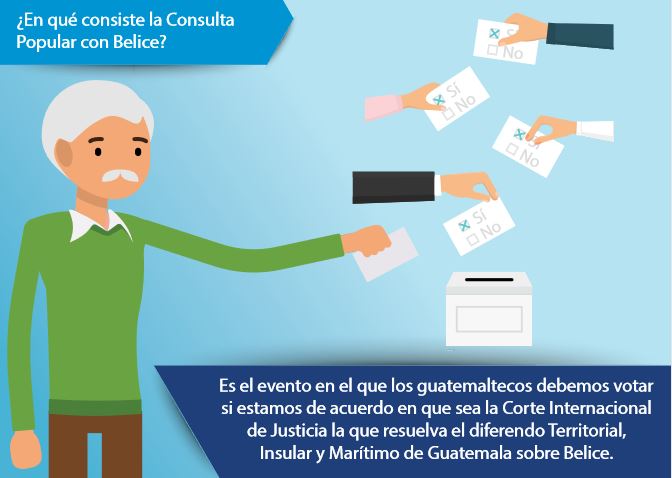 ¿En qué consiste la Consulta
Popular con Belice?
Sí
No
Sí
No
Sí
No
Sí
No
Es el evento en el que los guatemaltecos debemos votar
si estamos de acuerdo en que sea la Corte Internacional
de Justicia la que resuelva el diferendo Territorial,
Insular y Marítimo de Guatemala sobre Belice.